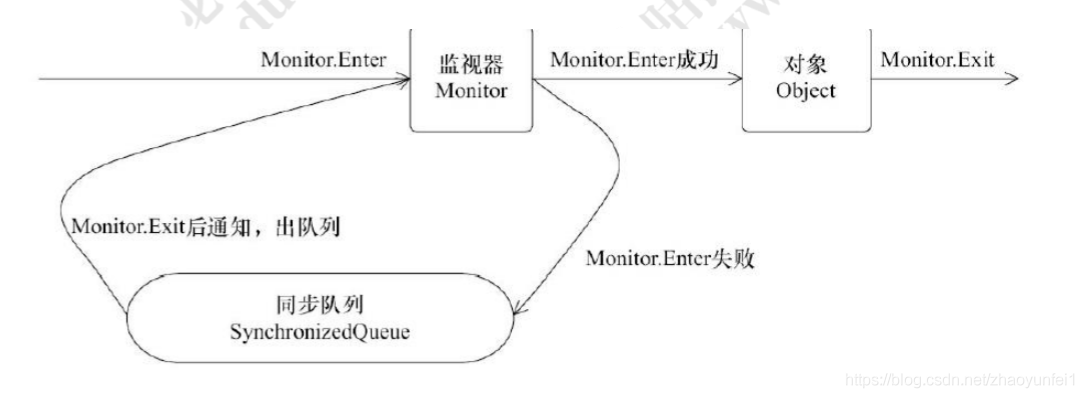 Monitor.Enter
监视器
Monitor
Monitor.Enter成功
对象
Object
Monitor.Exit
Monitor.Exit后通知，出队列
Monitor.Enter失败
同步队列
SynchronizedQueue
https://blog.csdn.net/zhaoyunfei1